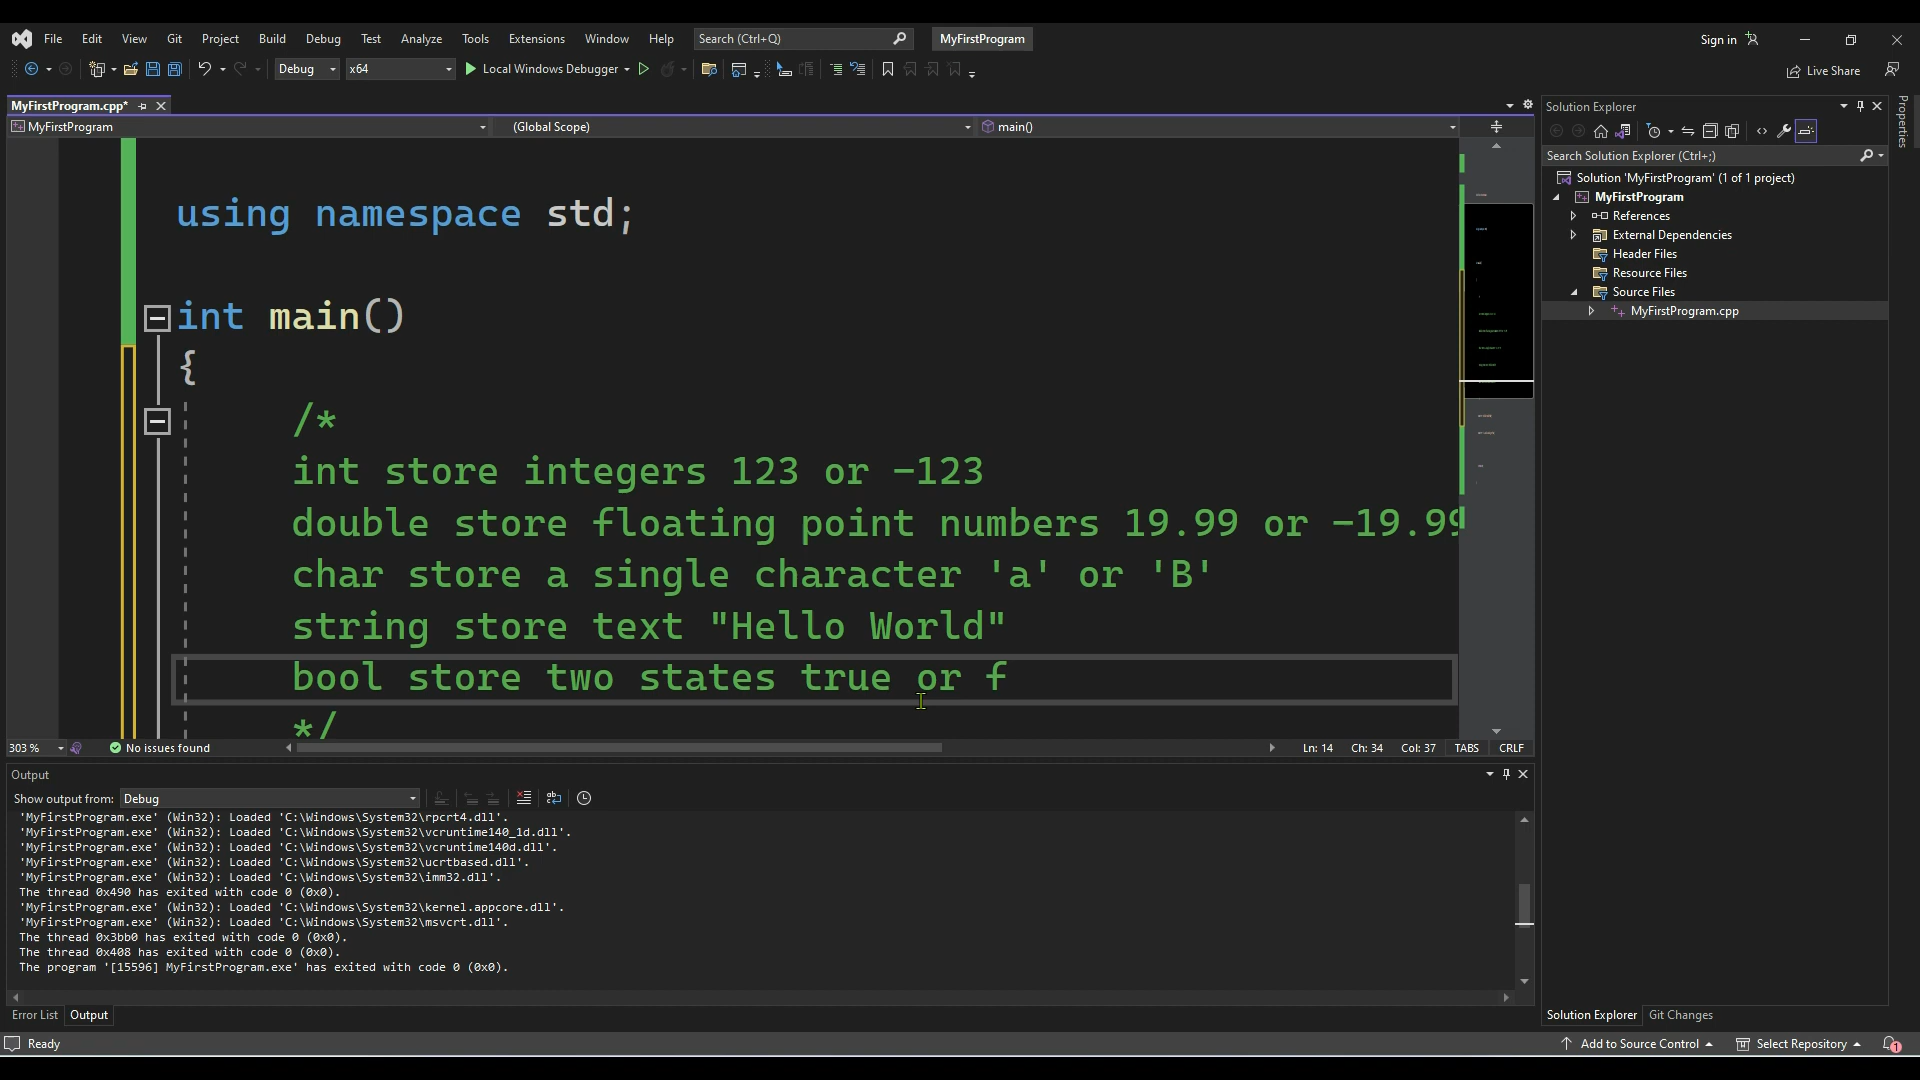 File Edit View Git Project Build Debug Test Analyze Tools Extensions Window Help Search (Ctrl+Q) MyFirstProgram Sign in
Debug x64 Local Windows Debugger Live Share
MyFirstProgram.cpp*
MyFirstProgram (Global Scope) main()
using namespace std;
int main()
{
/*
int store integers 123 or -123
double store floating point numbers 19.99 or -19.99
char store a single character 'a' or 'B'
string store text "Hello World"
bool store two states true or f
*/
303 % No issues found Ln: 14 Ch: 34 Col: 37 TABS CRLF
Output
Show output from: Debug
'MyFirstProgram.exe' (Win32): Loaded 'C:\Windows\System32\rpcrt4.dll'.
'MyFirstProgram.exe' (Win32): Loaded 'C:\Windows\System32\vcruntime140_1d.dll'.
'MyFirstProgram.exe' (Win32): Loaded 'C:\Windows\System32\vcruntime140d.dll'.
'MyFirstProgram.exe' (Win32): Loaded 'C:\Windows\System32\ucrtbased.dll'.
'MyFirstProgram.exe' (Win32): Loaded 'C:\Windows\System32\imm32.dll'.
The thread 0x490 has exited with code 0 (0x0).
'MyFirstProgram.exe' (Win32): Loaded 'C:\Windows\System32\kernel.appcore.dll'.
'MyFirstProgram.exe' (Win32): Loaded 'C:\Windows\System32\msvcrt.dll'.
The thread 0x3bb0 has exited with code 0 (0x0).
The thread 0x408 has exited with code 0 (0x0).
The program '[15596] MyFirstProgram.exe' has exited with code 0 (0x0).
Error List Output
Solution Explorer
Search Solution Explorer (Ctrl+;)
Solution 'MyFirstProgram' (1 of 1 project)
MyFirstProgram
References
External Dependencies
Header Files
Resource Files
Source Files
MyFirstProgram.cpp
Solution Explorer Git Changes
Properties
Ready Add to Source Control Select Repository 1